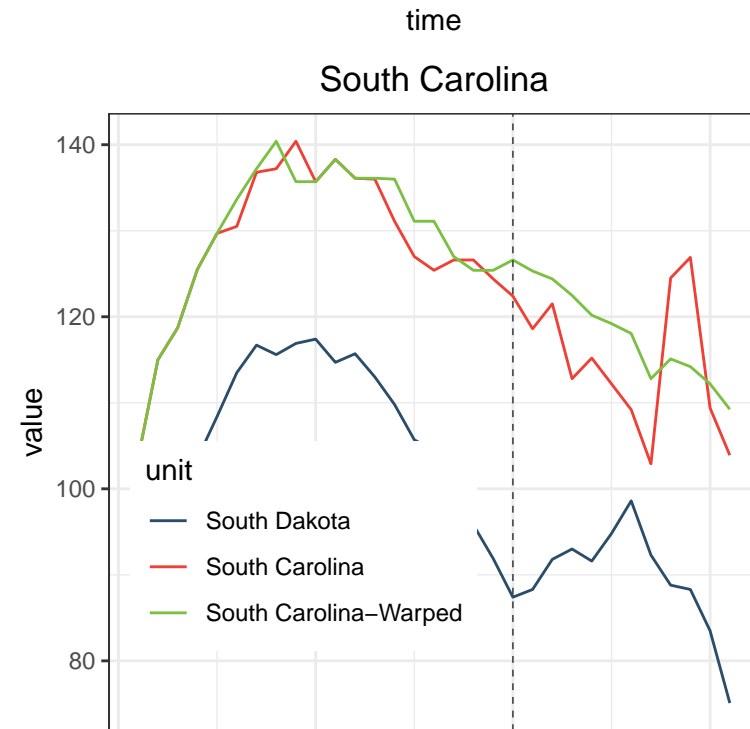 time
South Carolina
140
120
100
80
value
unit
South Dakota
South Carolina
South Carolina−Warped